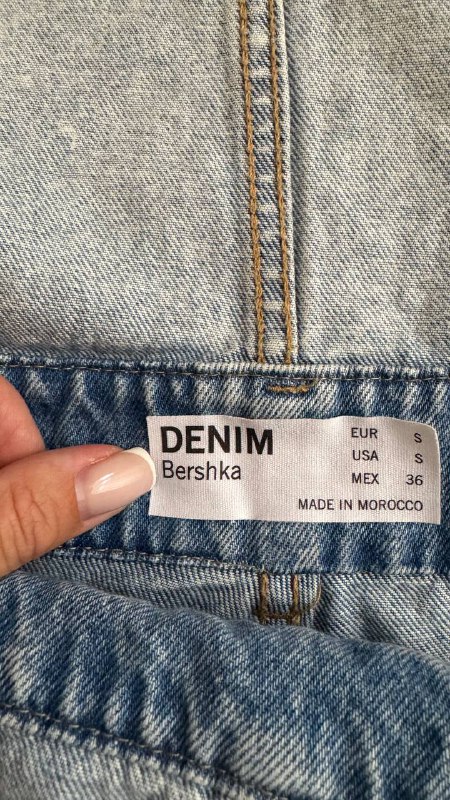 DENIM
Bershka
EUR S
USA S
MEX 36
MADE IN MOROCCO